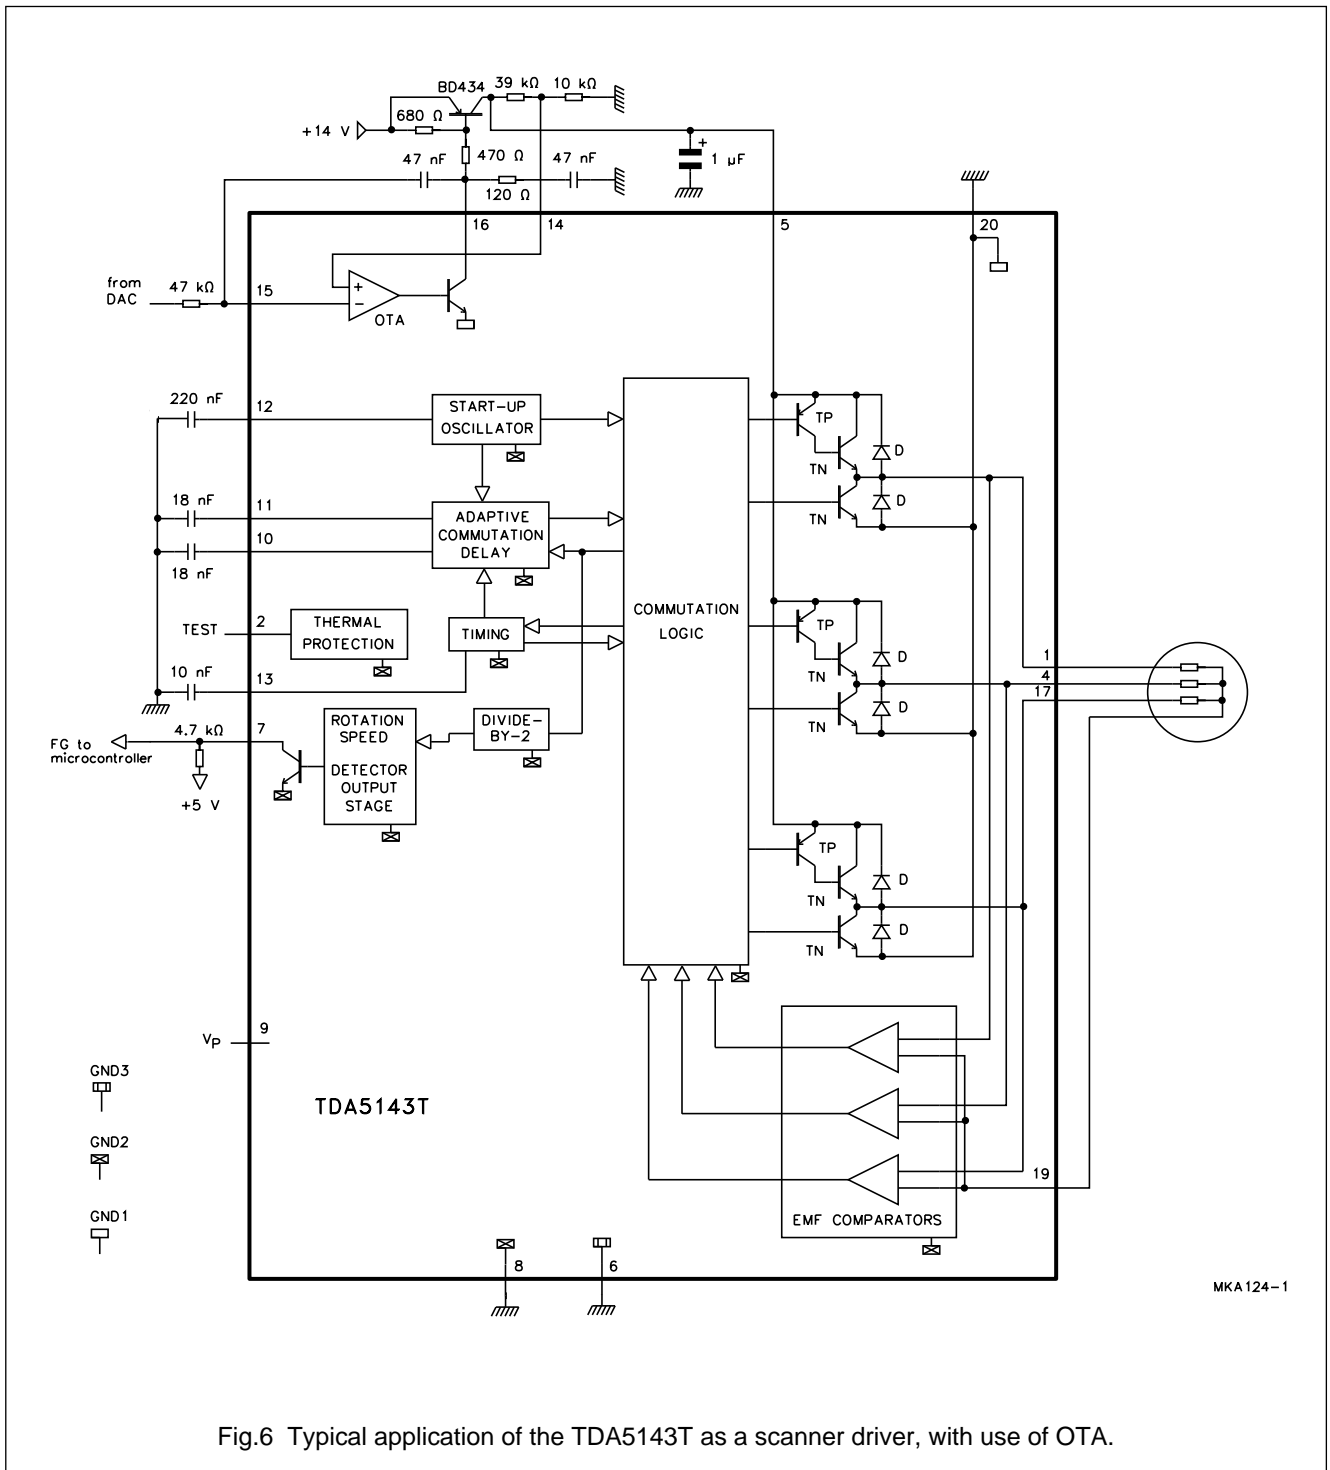 BD434
39 kΩ
10 kΩ
680 Ω
+14 V
47 nF
470 Ω
47 nF
120 Ω
1 µF
+
16
14
5
20
from
DAC
47 kΩ
15
+
−
OTA
220 nF
12
START-UP
OSCILLATOR
TP
D
TN
18 nF
11
ADAPTIVE
COMMUTATION
DELAY
TN
D
10
18 nF
COMMUTATION
LOGIC
TEST
2
THERMAL
PROTECTION
TIMING
TP
D
TN
10 nF
13
TN
D
1
4
17
4.7 kΩ
7
ROTATION
SPEED
DETECTOR
OUTPUT
STAGE
DIVIDE-
BY-2
FG to
microcontroller
+5 V
TP
D
TN
TN
D
VP
9
GND3
TDA5143T
GND2
19
GND1
EMF COMPARATORS
8
6
MKA124-1
Fig.6 Typical application of the TDA5143T as a scanner driver, with use of OTA.